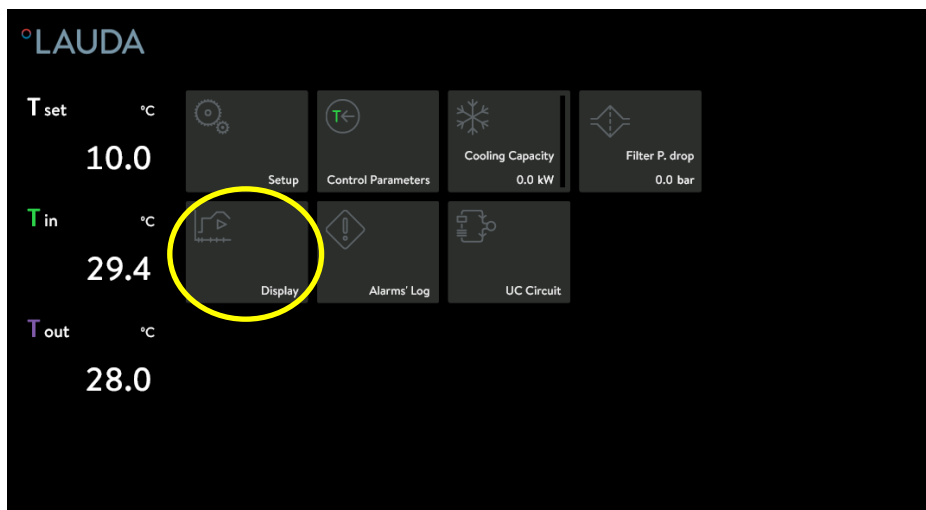 °LAUDA
T set °C
10.0
T in °C
29.4
T out °C
28.0
Setup
T← 
Control Parameters
Cooling Capacity
0.0 kW
Filter P. drop
0.0 bar
Display
Alarms' Log
UC Circuit